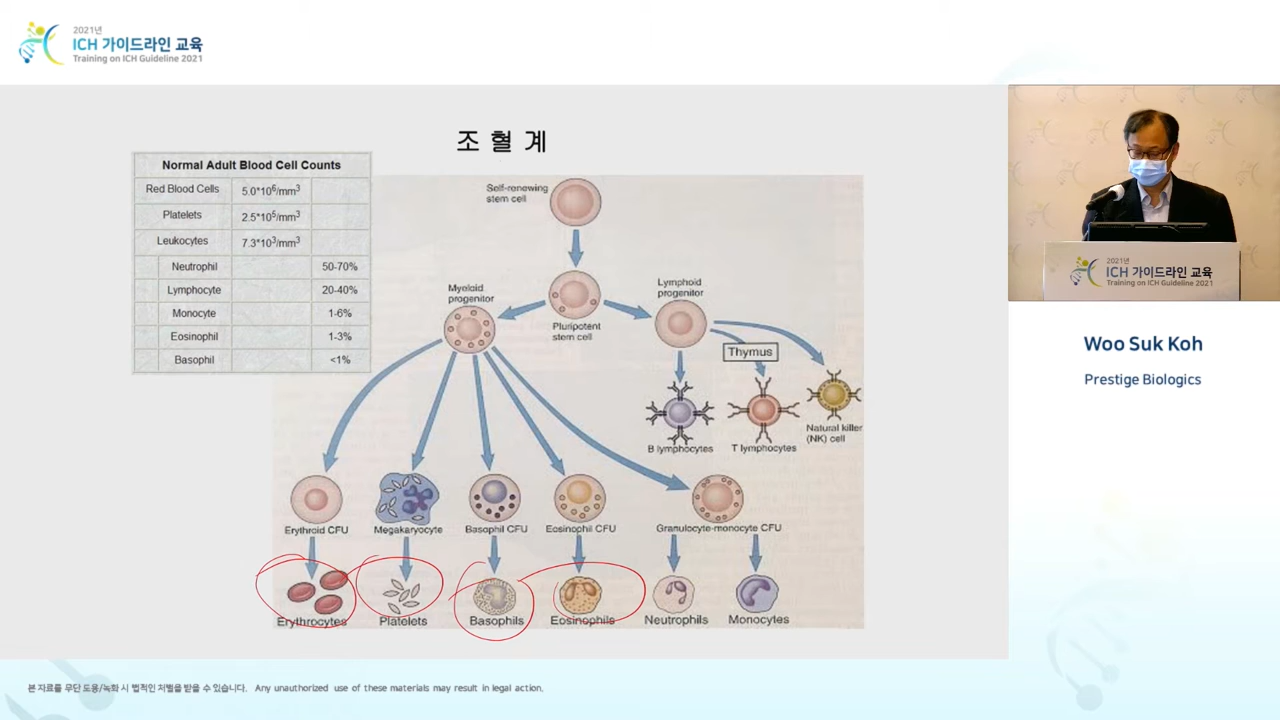 2021년
ICH 가이드라인 교육
Training on ICH Guideline 2021
조 혈 계
Normal Adult Blood Cell Counts
Red Blood Cells 5.0*10⁶/mm³
Platelets 2.5*10⁵/mm³
Leukocytes 7.3*10³/mm³
Neutrophil 50-70%
Lymphocyte 20-40%
Monocyte 1-6%
Eosinophil 1-3%
Basophil <1%
Self-renewing
stem cell
Myeloid
progenitor
Pluripotent
stem cell
Lymphoid
progenitor
Thymus
B lymphocytes
T lymphocytes
Natural killer
(NK) cell
Erythroid CFU
Megakaryocyte
Basophil CFU
Eosinophil CFU
Granulocyte-monocyte CFU
Erythrocytes
Platelets
Basophils
Eosinophils
Neutrophils
Monocytes
2021년
ICH 가이드라인 교육
Training on ICH Guideline 2021
Woo Suk Koh
Prestige Biologics
본 자료를 무단 도용/녹화 시 법적인 처벌을 받을 수 있습니다. Any unauthorized use of these materials may result in legal action.